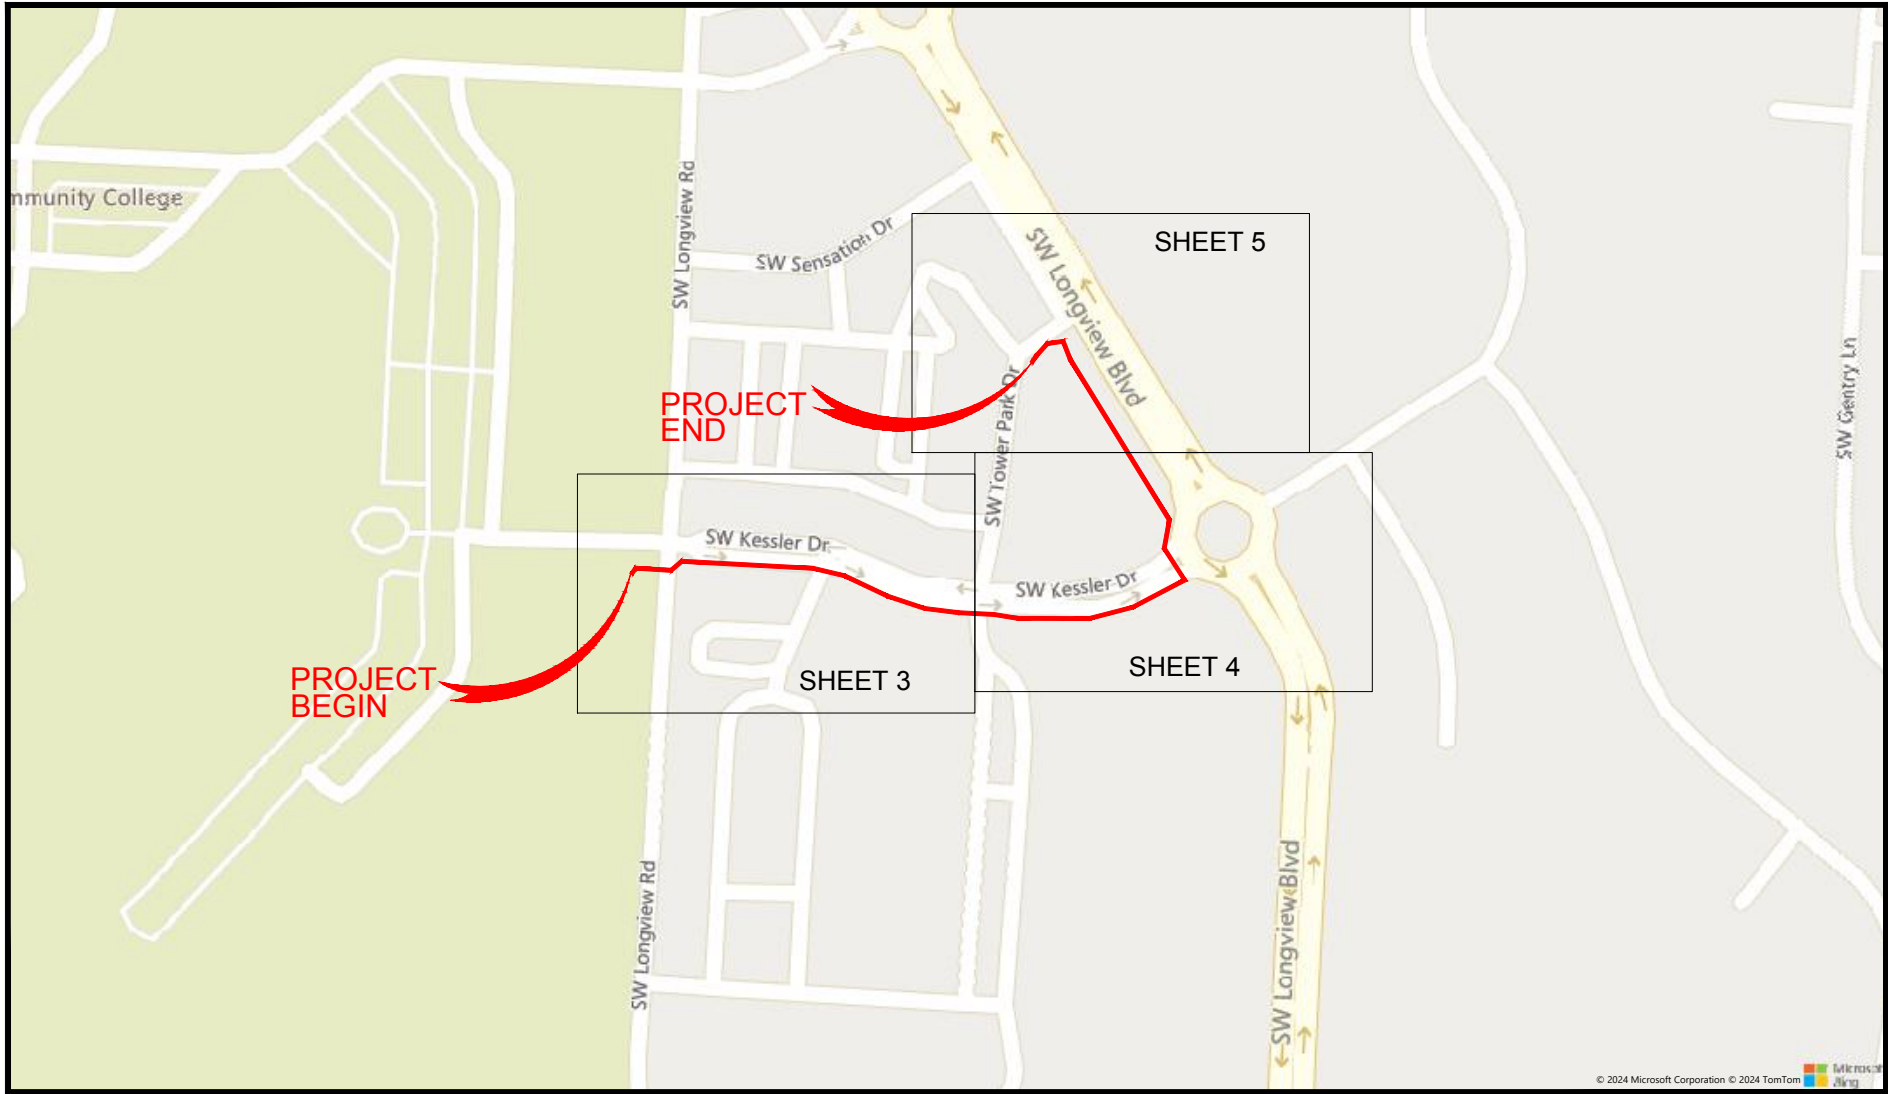 mmunity College
SW Longview Rd
SW Sensation Dr
SHEET 5
SW Longview Blvd
SW Gentry Ln
PROJECT
END
SW Tower Park Dr
SW Kessler Dr
SW Kessler Dr
PROJECT
BEGIN
SHEET 3
SHEET 4
SW Longview Rd
SW Longview Blvd
© 2024 Microsoft Corporation © 2024 TomTom
Microsof
Bing